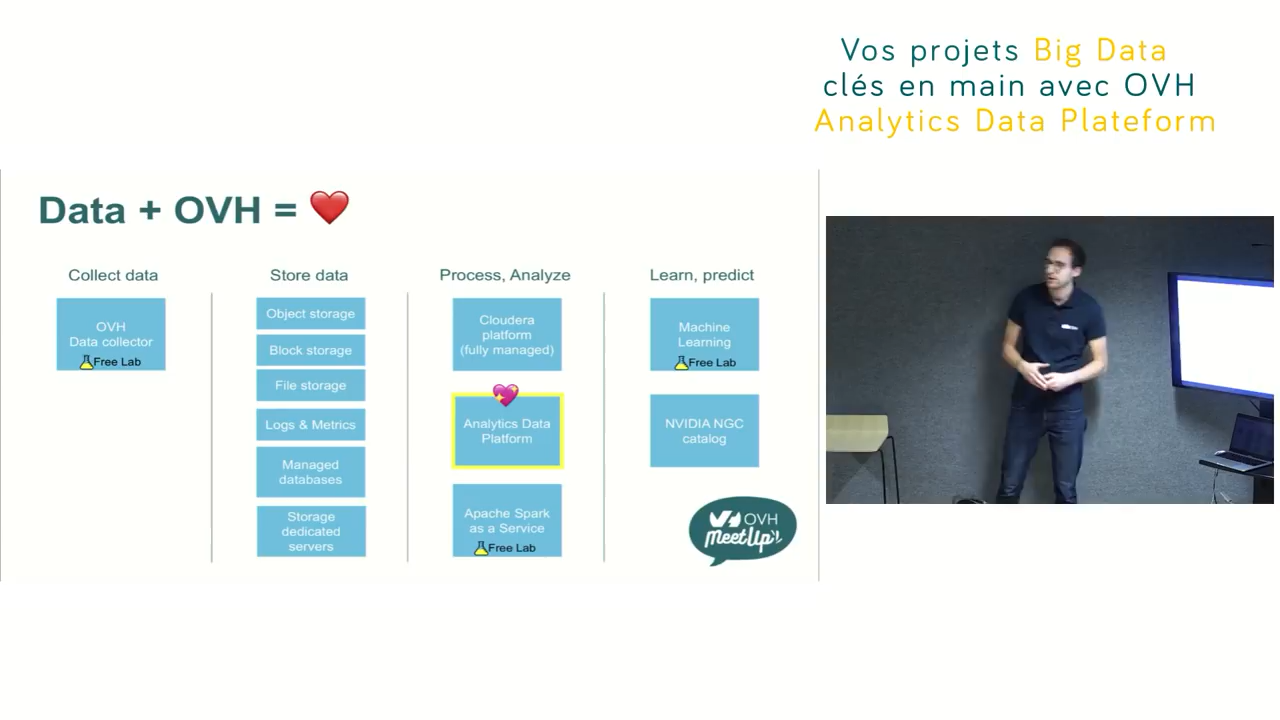 Vos projets Big Data
clés en main avec OVH
Analytics Data Plateform
Data + OVH = ❤️
Collect data
OVH
Data collector
Free Lab
Store data
Object storage
Block storage
File storage
Logs & Metrics
Managed
databases
Storage
dedicated
servers
Process, Analyze
Cloudera
platform
(fully managed)
Analytics Data
Platform
Apache Spark
as a Service
Free Lab
Learn, predict
Machine
Learning
Free Lab
NVIDIA NGC
catalog
OVH
MeetUp